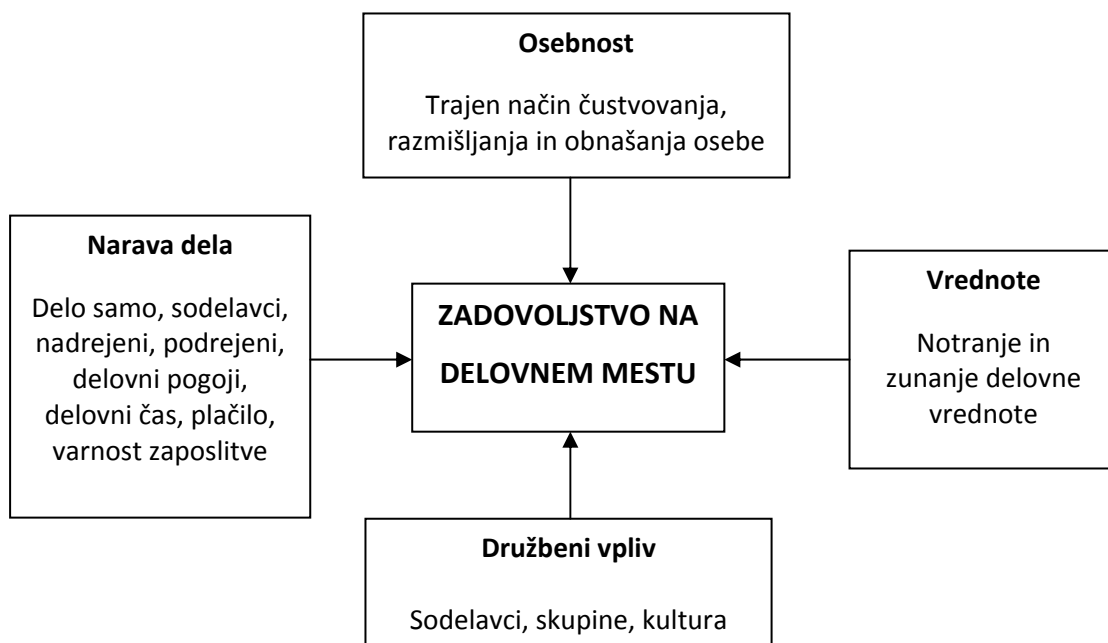 Osebnost
Trajen način čustvovanja,
razmišljanja in obnašanja osebe
Narava dela
Delo samo, sodelavci,
nadrejeni, podrejeni,
delovni pogoji,
delovni čas, plačilo,
varnost zaposlitve
ZADOVOLJSTVO NA
DELOVNEM MESTU
Vrednote
Notranje in
zunanje delovne
vrednote
Družbeni vpliv
Sodelavci, skupine, kultura